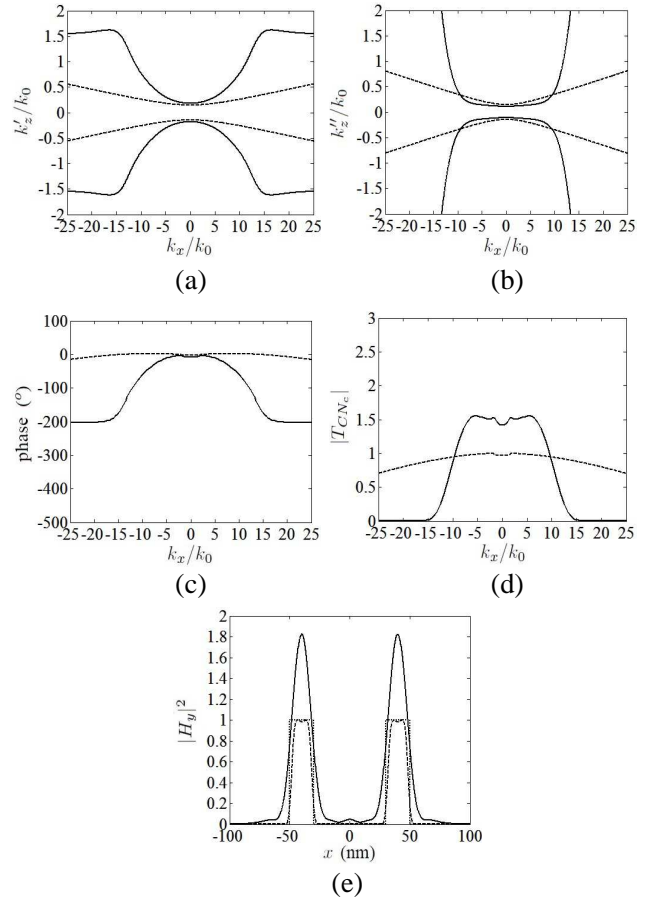 2 2
1.5 1.5
1 1
0.5 0.5
0 0
-0.5 -0.5
-1 -1
-1.5 -1.5
-2 -2
k′z/k0 k″z/k0
-25 -20 -15 -10 -5 0 5 10 15 20 25 -25 -20 -15 -10 -5 0 5 10 15 20 25
kx/k0 kx/k0
(a) (b)
100 3
0 2.5
-100 2
-200 1.5
-300 1
-400 0.5
-500 0
phase (o) |TCNc|
-25 -20 -15 -10 -5 0 5 10 15 20 25 -25 -20 -15 -10 -5 0 5 10 15 20 25
kx/k0 kx/k0
(c) (d)
2
1.8
1.6
1.4
1.2
1
0.8
0.6
0.4
0.2
0
|Hy|2
-100 -50 0 50 100
x (nm)
(e)